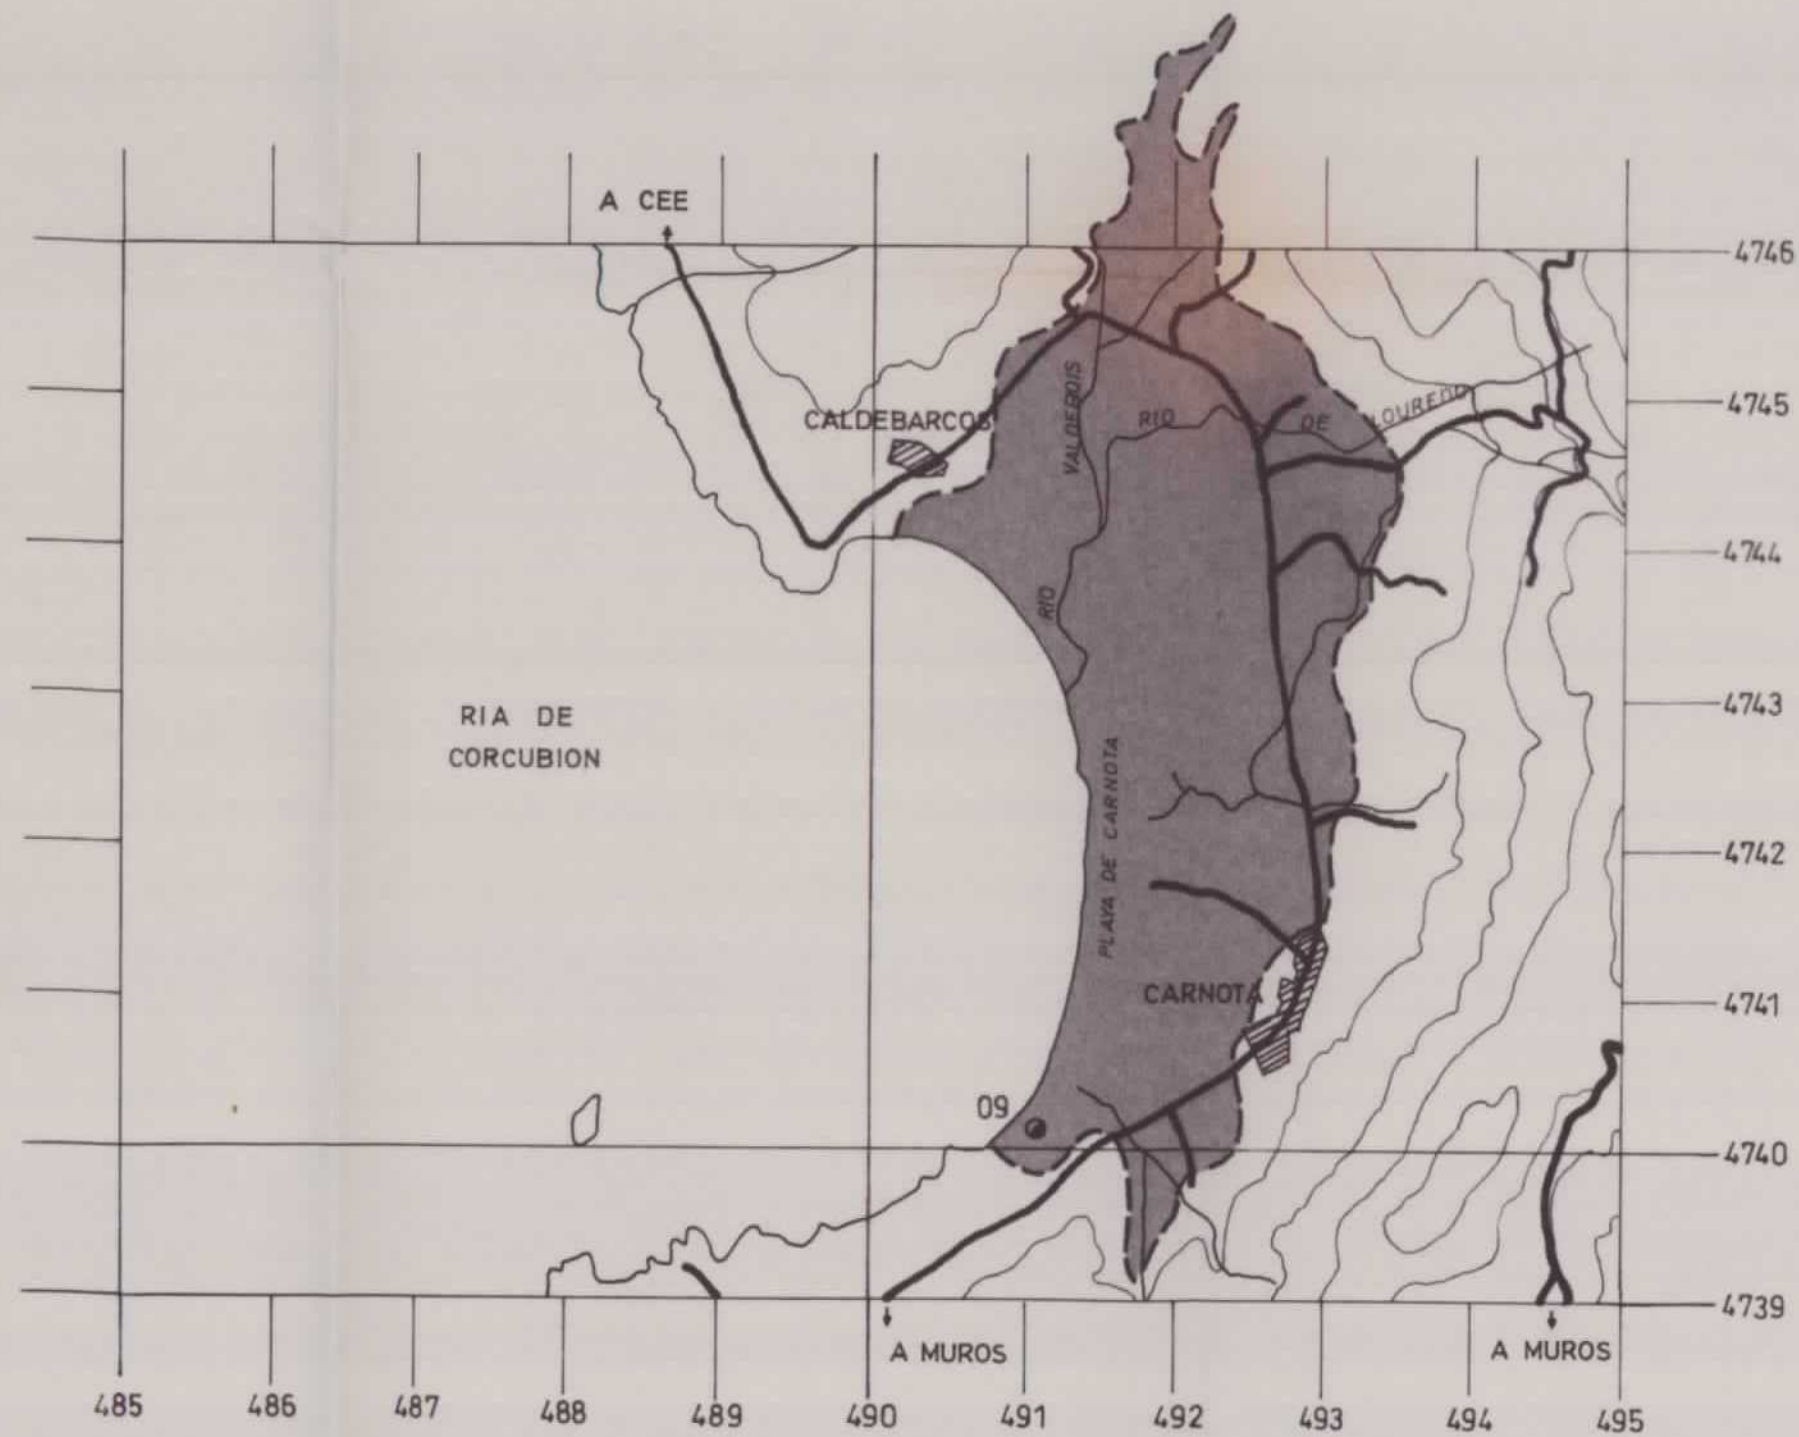 A CEE
4746
4745
CALDEBARCOS
VALDEBOIS
RIO
DE
LOUREDO
4744
RIO
4743
RIA DE
CORCUBION
PLAYA DE CARNOTA
4742
CARNOTA
4741
09
4740
4739
A MUROS
A MUROS
485 486 487 488 489 490 491 492 493 494 495